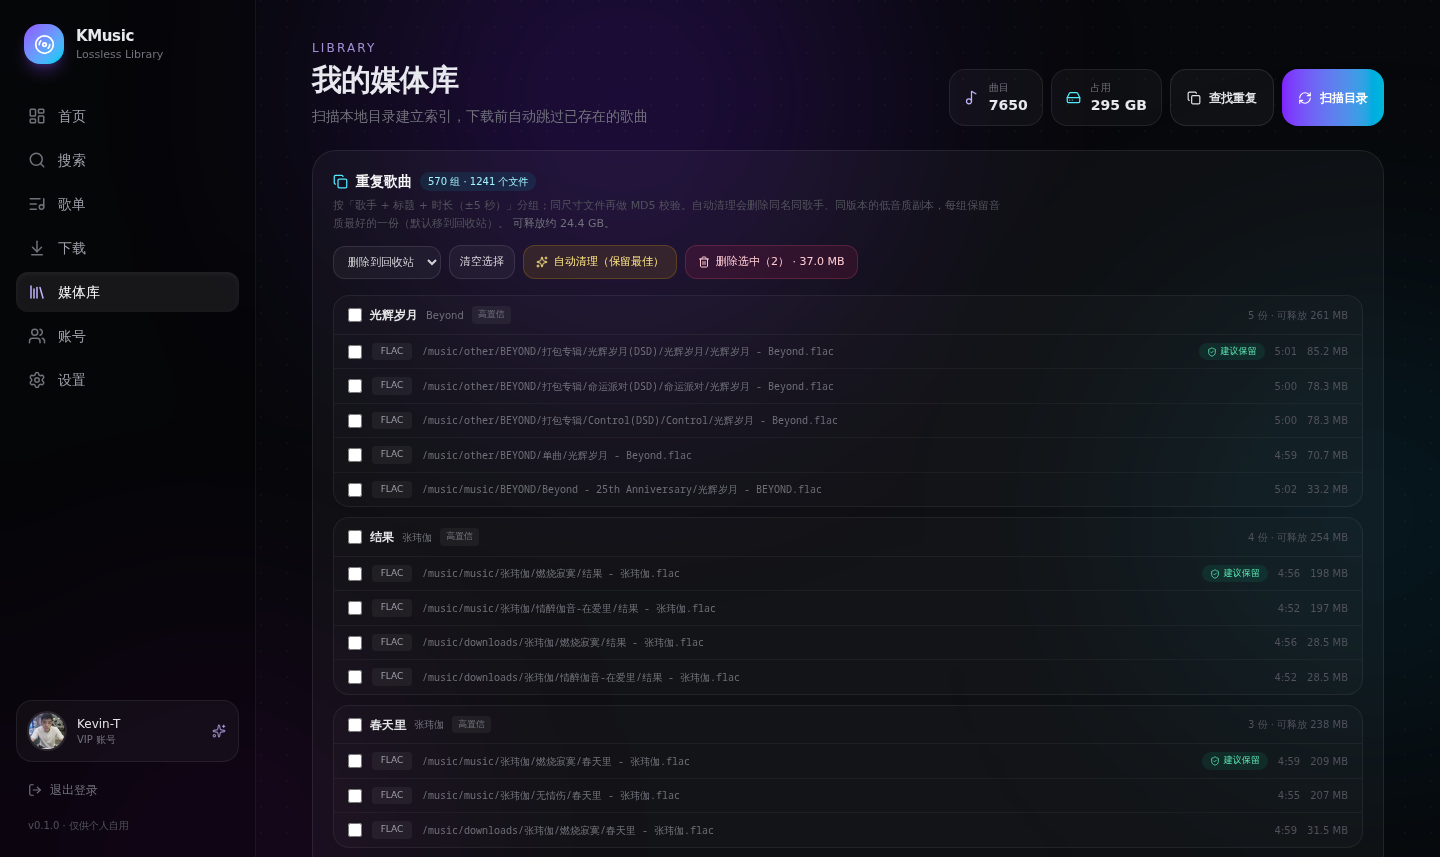 KMusic
Lossless Library
首页
搜索
歌单
下载
媒体库
账号
设置
Kevin-T
VIP 账号
退出登录
v0.1.0 · 仅供个人自用
LIBRARY
我的媒体库
扫描本地目录建立索引，下载前自动跳过已存在的歌曲
曲目
7650
占用
295 GB
查找重复
扫描目录
重复歌曲 570 组 · 1241 个文件
按「歌手 + 标题 + 时长（±5 秒）」分组；同尺寸文件再做 MD5 校验。自动清理会删除同名同歌手、同版本的低音质副本，每组保留音
质最好的一份（默认移到回收站）。 可释放约 24.4 GB。
删除到回收站 清空选择 自动清理（保留最佳） 删除选中（2） · 37.0 MB
光辉岁月 Beyond 高置信 5 份 · 可释放 261 MB
FLAC /music/other/BEYOND/打包专辑/光辉岁月(DSD)/光辉岁月/光辉岁月 - Beyond.flac 建议保留 5:01 85.2 MB
FLAC /music/other/BEYOND/打包专辑/命运派对(DSD)/命运派对/光辉岁月 - Beyond.flac 5:00 78.3 MB
FLAC /music/other/BEYOND/打包专辑/Control(DSD)/Control/光辉岁月 - Beyond.flac 5:00 78.3 MB
FLAC /music/other/BEYOND/单曲/光辉岁月 - Beyond.flac 4:59 70.7 MB
FLAC /music/music/BEYOND/Beyond - 25th Anniversary/光辉岁月 - BEYOND.flac 5:02 33.2 MB
结果 张玮伽 高置信 4 份 · 可释放 254 MB
FLAC /music/music/张玮伽/燃烧寂寞/结果 - 张玮伽.flac 建议保留 4:56 198 MB
FLAC /music/music/张玮伽/情醉伽音-在爱里/结果 - 张玮伽.flac 4:52 197 MB
FLAC /music/downloads/张玮伽/燃烧寂寞/结果 - 张玮伽.flac 4:56 28.5 MB
FLAC /music/downloads/张玮伽/情醉伽音-在爱里/结果 - 张玮伽.flac 4:52 28.5 MB
春天里 张玮伽 高置信 3 份 · 可释放 238 MB
FLAC /music/music/张玮伽/燃烧寂寞/春天里 - 张玮伽.flac 建议保留 4:59 209 MB
FLAC /music/music/张玮伽/无情伤/春天里 - 张玮伽.flac 4:55 207 MB
FLAC /music/downloads/张玮伽/燃烧寂寞/春天里 - 张玮伽.flac 4:59 31.5 MB